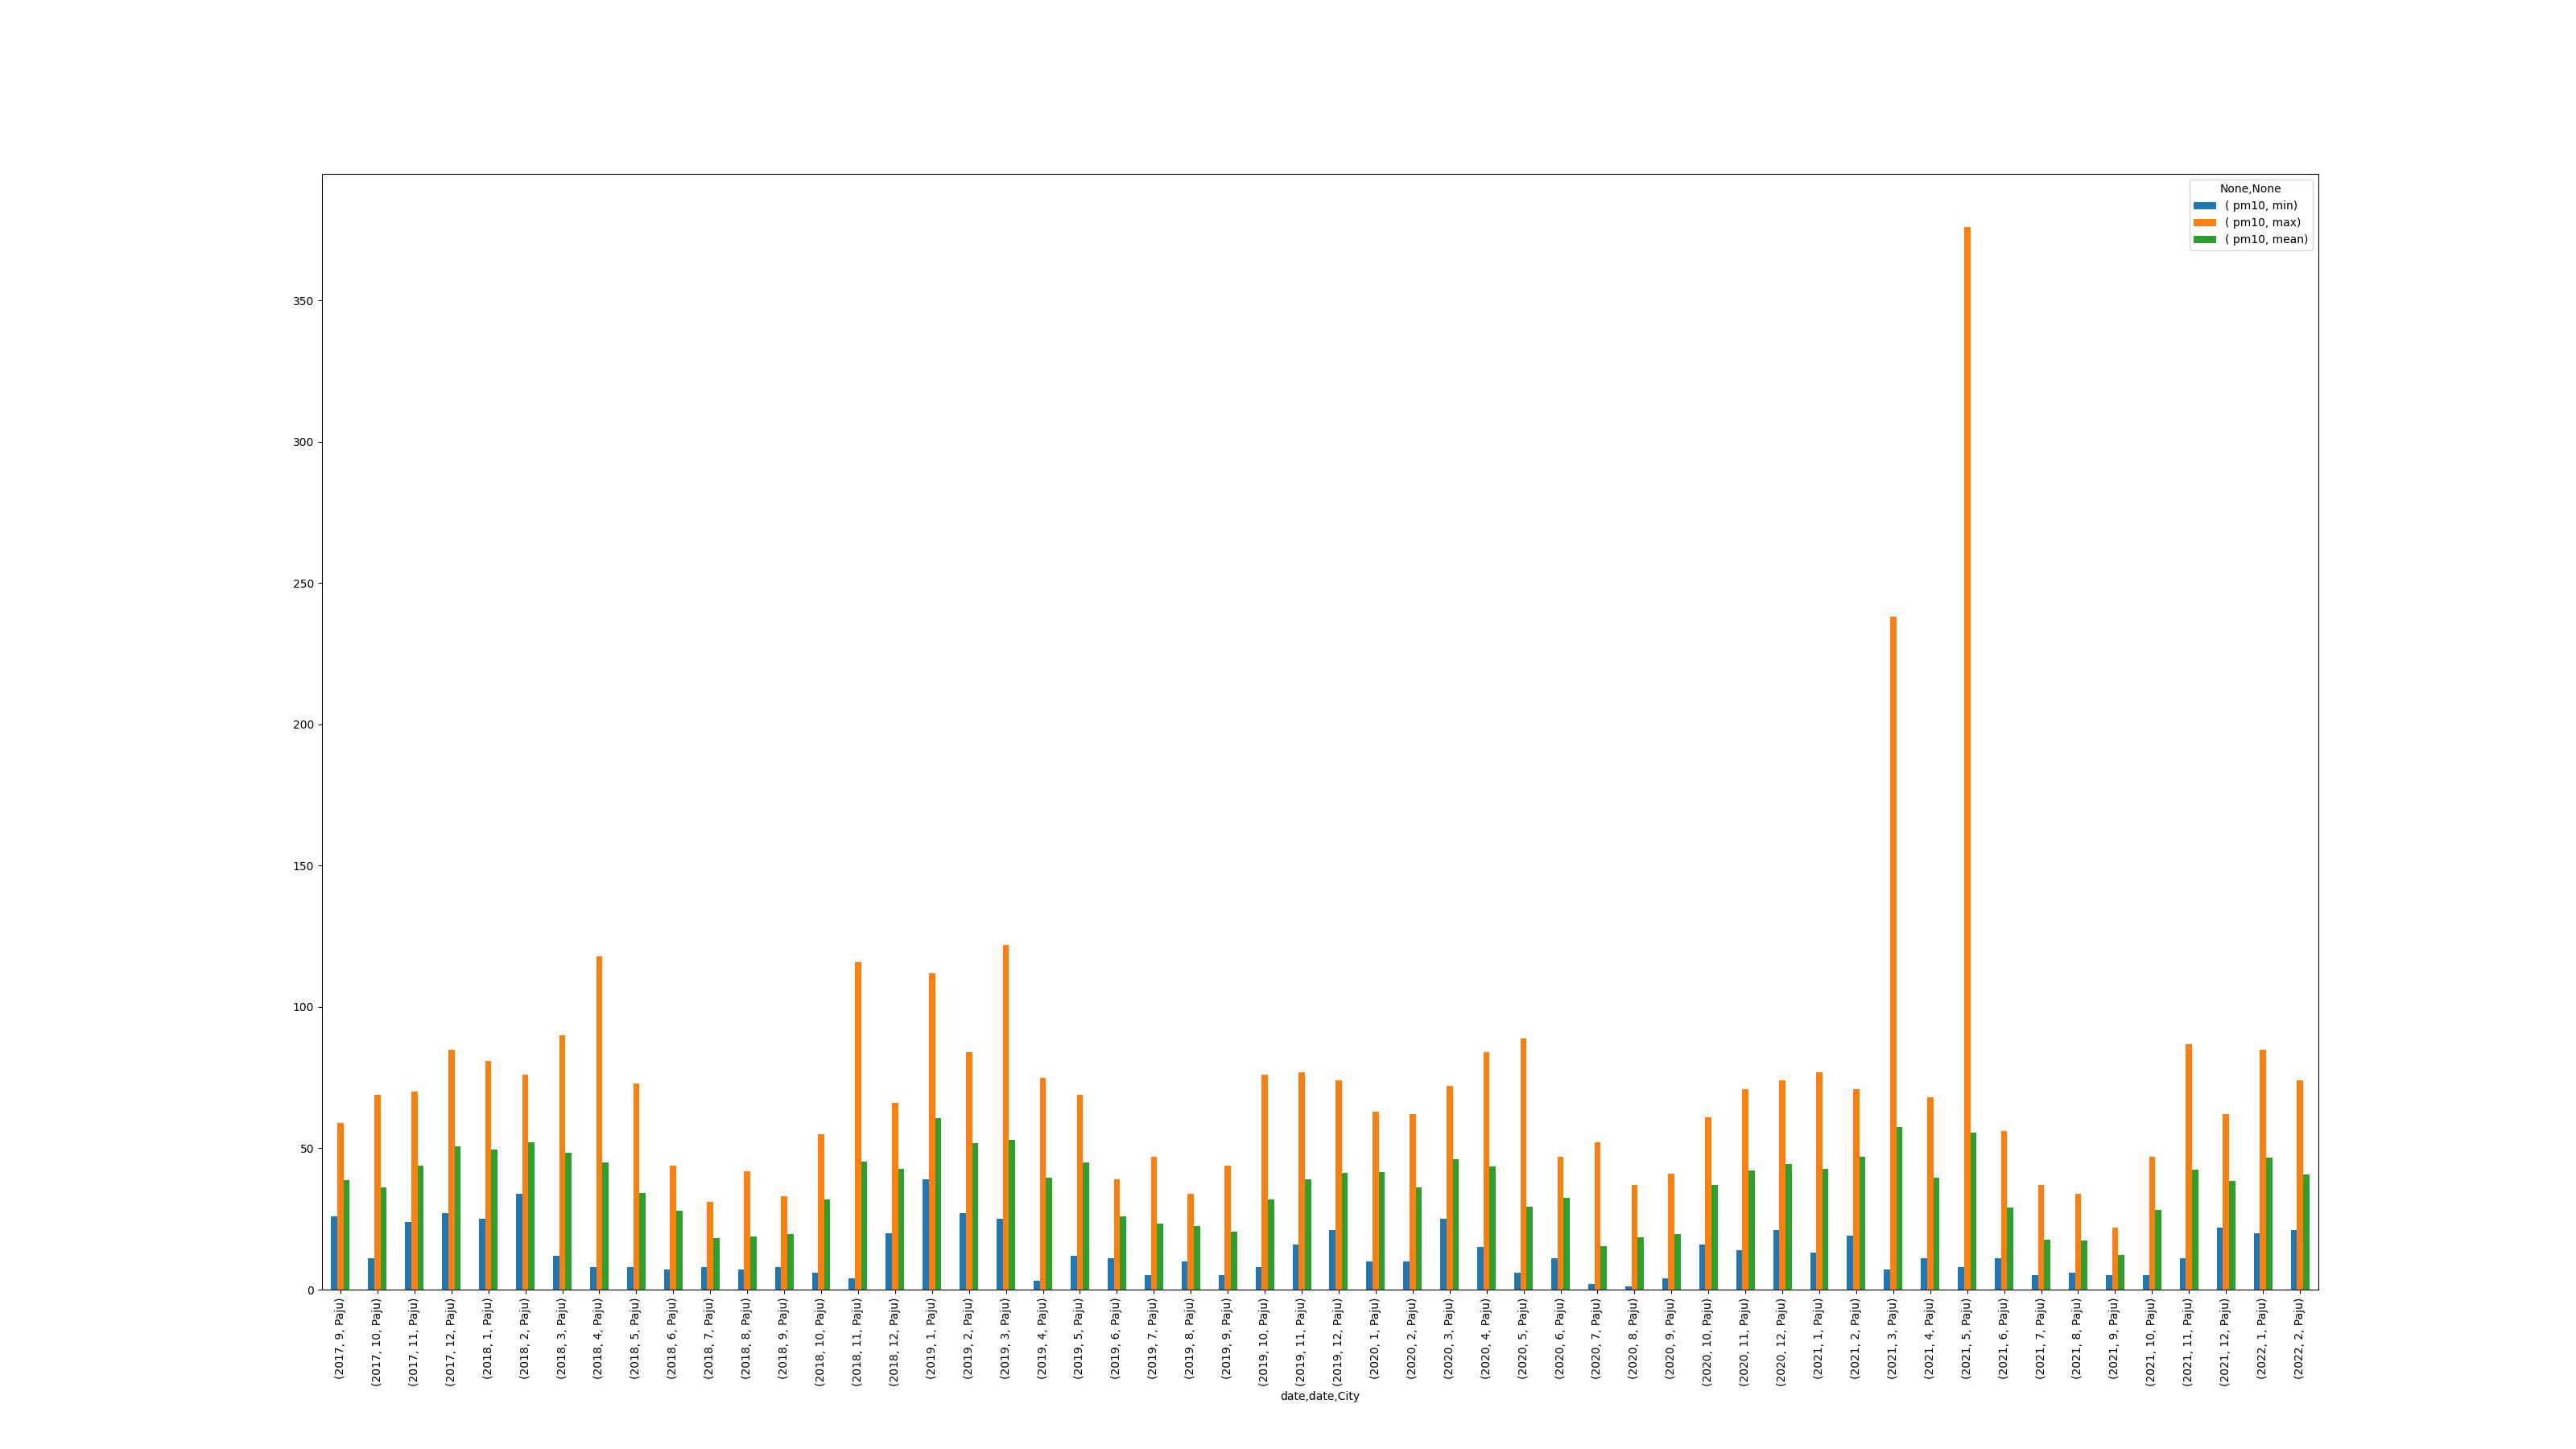 None,None
( pm10, min)
( pm10, max)
( pm10, mean)
350
300
250
200
150
100
50
0
(2017, 9, Paju)
(2017, 10, Paju)
(2017, 11, Paju)
(2017, 12, Paju)
(2018, 1, Paju)
(2018, 2, Paju)
(2018, 3, Paju)
(2018, 4, Paju)
(2018, 5, Paju)
(2018, 6, Paju)
(2018, 7, Paju)
(2018, 8, Paju)
(2018, 9, Paju)
(2018, 10, Paju)
(2018, 11, Paju)
(2018, 12, Paju)
(2019, 1, Paju)
(2019, 2, Paju)
(2019, 3, Paju)
(2019, 4, Paju)
(2019, 5, Paju)
(2019, 6, Paju)
(2019, 7, Paju)
(2019, 8, Paju)
(2019, 9, Paju)
(2019, 10, Paju)
(2019, 11, Paju)
(2019, 12, Paju)
(2020, 1, Paju)
(2020, 2, Paju)
(2020, 3, Paju)
(2020, 4, Paju)
(2020, 5, Paju)
(2020, 6, Paju)
(2020, 7, Paju)
(2020, 8, Paju)
(2020, 9, Paju)
(2020, 10, Paju)
(2020, 11, Paju)
(2020, 12, Paju)
(2021, 1, Paju)
(2021, 2, Paju)
(2021, 3, Paju)
(2021, 4, Paju)
(2021, 5, Paju)
(2021, 6, Paju)
(2021, 7, Paju)
(2021, 8, Paju)
(2021, 9, Paju)
(2021, 10, Paju)
(2021, 11, Paju)
(2021, 12, Paju)
(2022, 1, Paju)
(2022, 2, Paju)
date,date,City